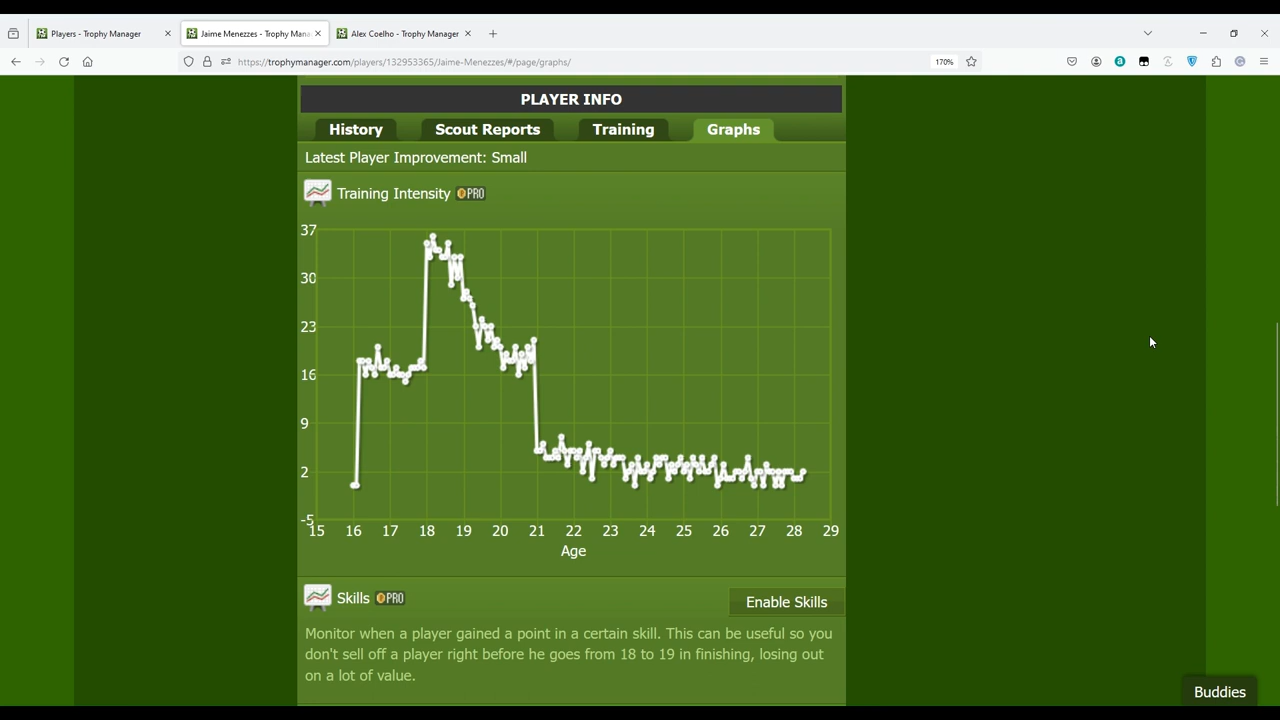 Players - Trophy Manager
Jaime Menezzes - Trophy Mana
Alex Coelho - Trophy Manager
https://trophymanager.com/players/132953365/Jaime-Menezzes/#/page/graphs/
170%
PLAYER INFO
History Scout Reports Training Graphs
Latest Player Improvement: Small
Training Intensity PRO
37
30
23
16
9
2
-5
15 16 17 18 19 20 21 22 23 24 25 26 27 28 29
Age
Skills PRO
Enable Skills
Monitor when a player gained a point in a certain skill. This can be useful so you
don't sell off a player right before he goes from 18 to 19 in finishing, losing out
on a lot of value.
Buddies